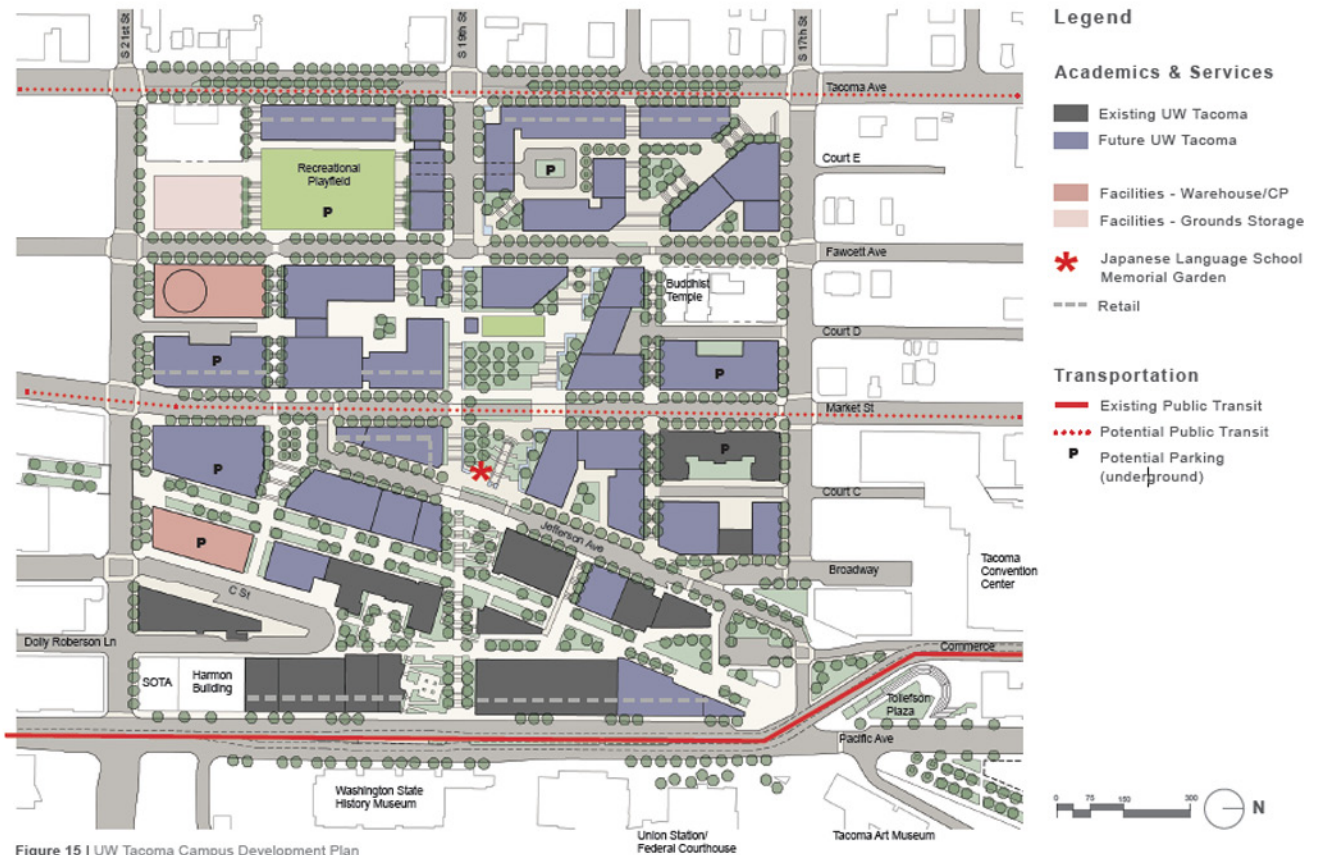 S 21st St
S 19th St
S 17th St
Tacoma Ave
Court E
Recreational
Playfield
P
P
Fawcett Ave
Buddhist
Temple
Court D
P
P
Market St
P
P
Court C
Jefferson Ave
P
Tacoma
Convention
Center
Broadway
C St
Dolly Roberson Ln
Commerce
SOTA
Harmon
Building
Tollefson
Plaza
Pacific Ave
Washington State
History Museum
Union Station/
Federal Courthouse
Tacoma Art Museum
Legend
Academics & Services
Existing UW Tacoma
Future UW Tacoma
Facilities - Warehouse/CP
Facilities - Grounds Storage
Japanese Language School
Memorial Garden
Retail
Transportation
Existing Public Transit
Potential Public Transit
P Potential Parking
(underground)
0 75 150 300
N
Figure 15 | UW Tacoma Campus Development Plan